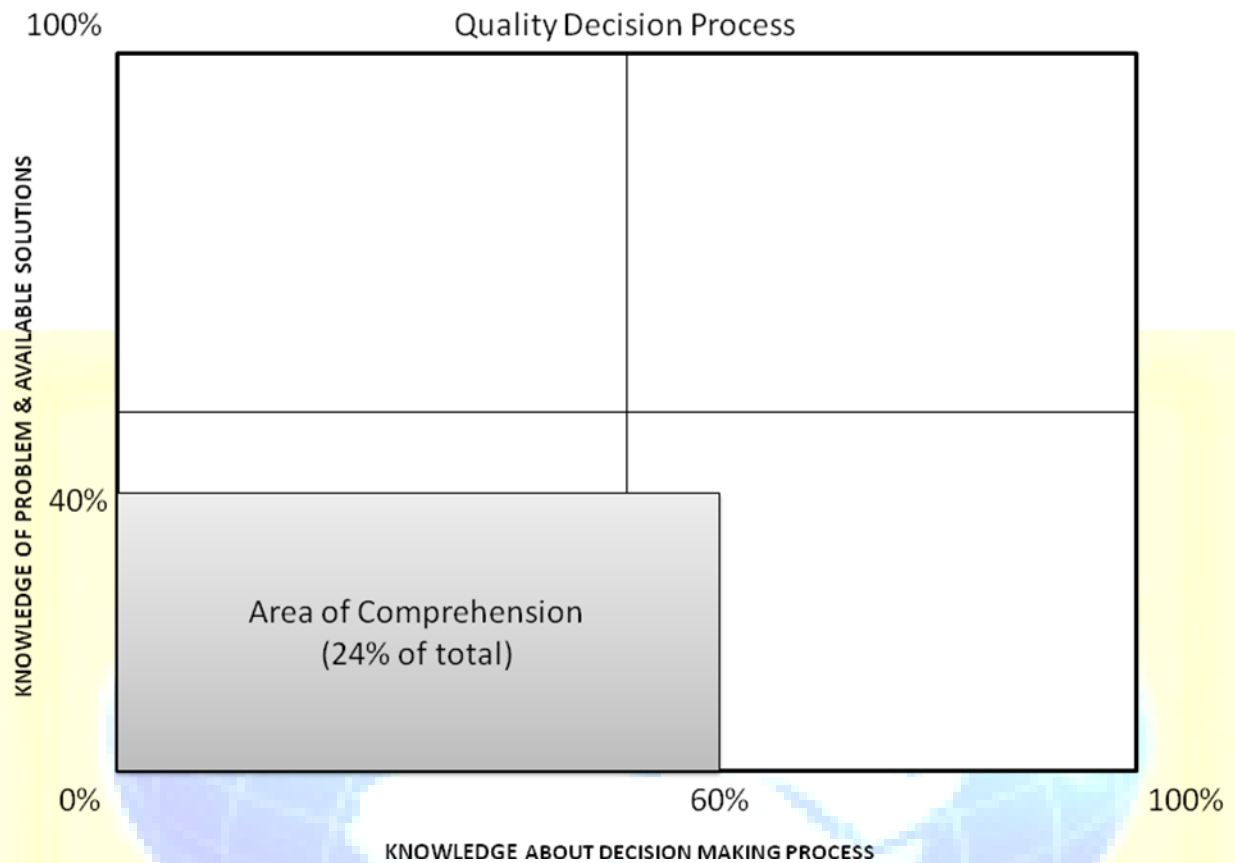 100%
Quality Decision Process
KNOWLEDGE OF PROBLEM & AVAILABLE SOLUTIONS
40%
Area of Comprehension
(24% of total)
0%
60%
100%
KNOWLEDGE ABOUT DECISION MAKING PROCESS